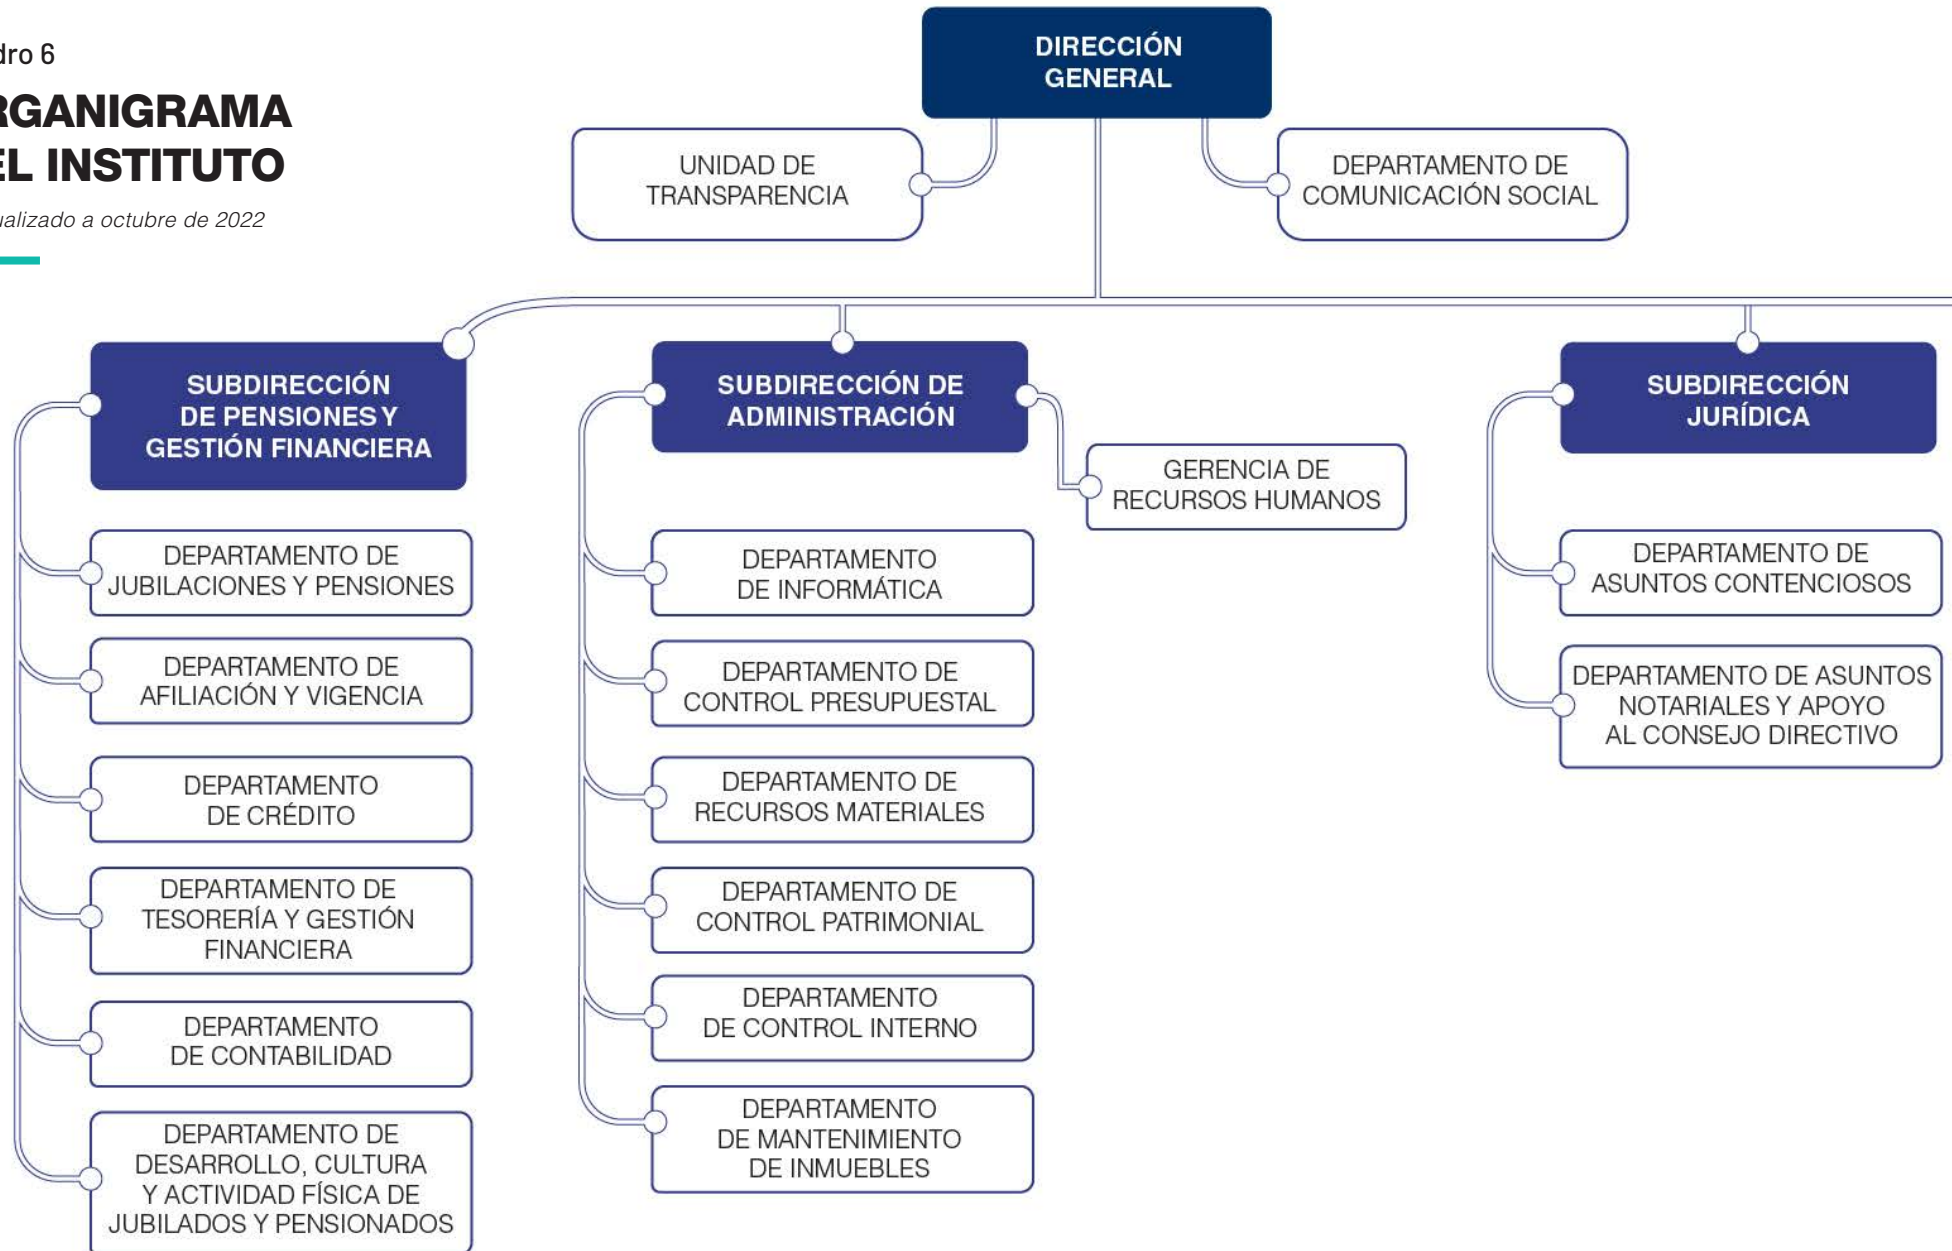 dro 6
RGANIGRAMA
EL INSTITUTO
ualizado a octubre de 2022
DIRECCIÓN
GENERAL
UNIDAD DE
TRANSPARENCIA
DEPARTAMENTO DE
COMUNICACIÓN SOCIAL
SUBDIRECCIÓN
DE PENSIONES Y
GESTIÓN FINANCIERA
DEPARTAMENTO DE
JUBILACIONES Y PENSIONES
DEPARTAMENTO DE
AFILIACIÓN Y VIGENCIA
DEPARTAMENTO
DE CRÉDITO
DEPARTAMENTO DE
TESORERÍA Y GESTIÓN
FINANCIERA
DEPARTAMENTO
DE CONTABILIDAD
DEPARTAMENTO DE
DESARROLLO, CULTURA
Y ACTIVIDAD FÍSICA DE
JUBILADOS Y PENSIONADOS
SUBDIRECCIÓN DE
ADMINISTRACIÓN
GERENCIA DE
RECURSOS HUMANOS
DEPARTAMENTO
DE INFORMÁTICA
DEPARTAMENTO DE
CONTROL PRESUPUESTAL
DEPARTAMENTO DE
RECURSOS MATERIALES
DEPARTAMENTO DE
CONTROL PATRIMONIAL
DEPARTAMENTO
DE CONTROL INTERNO
DEPARTAMENTO
DE MANTENIMIENTO
DE INMUEBLES
SUBDIRECCIÓN
JURÍDICA
DEPARTAMENTO DE
ASUNTOS CONTENCIOSOS
DEPARTAMENTO DE ASUNTOS
NOTARIALES Y APOYO
AL CONSEJO DIRECTIVO